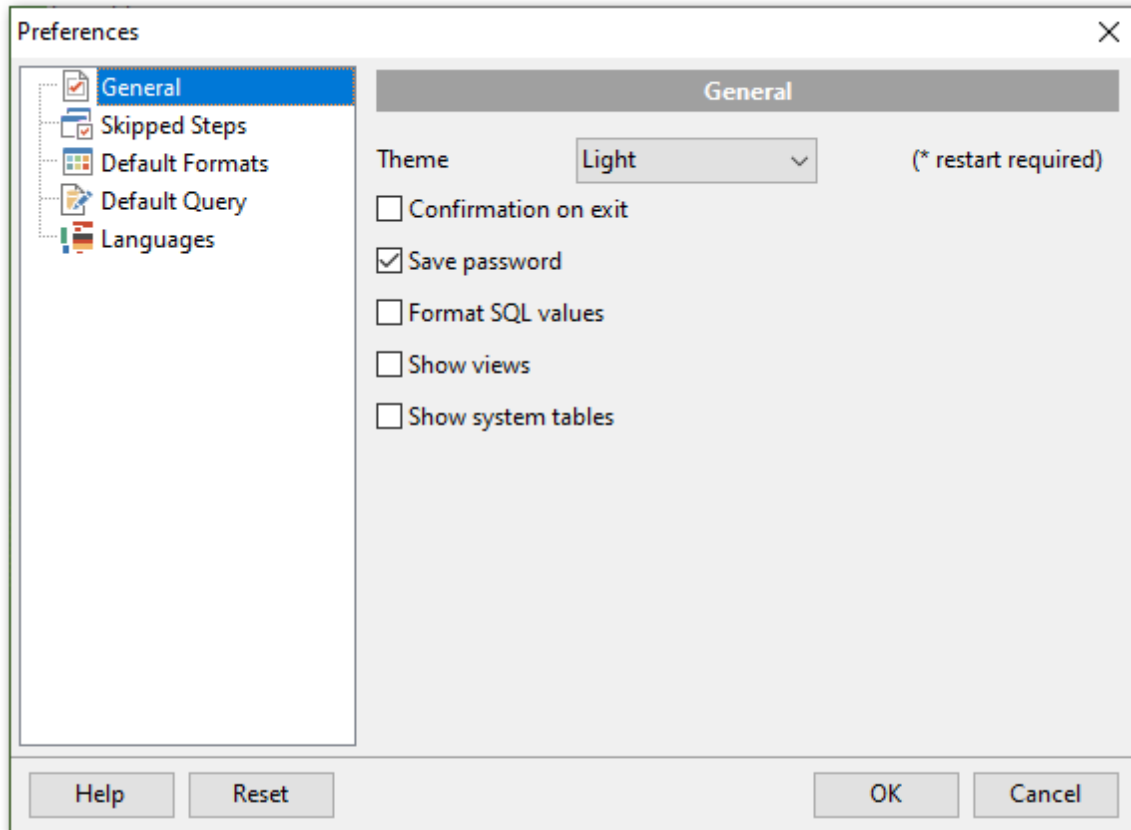 Preferences
General
Skipped Steps
Default Formats
Default Query
Languages
General
Theme Light (* restart required)
Confirmation on exit
Save password
Format SQL values
Show views
Show system tables
Help Reset OK Cancel